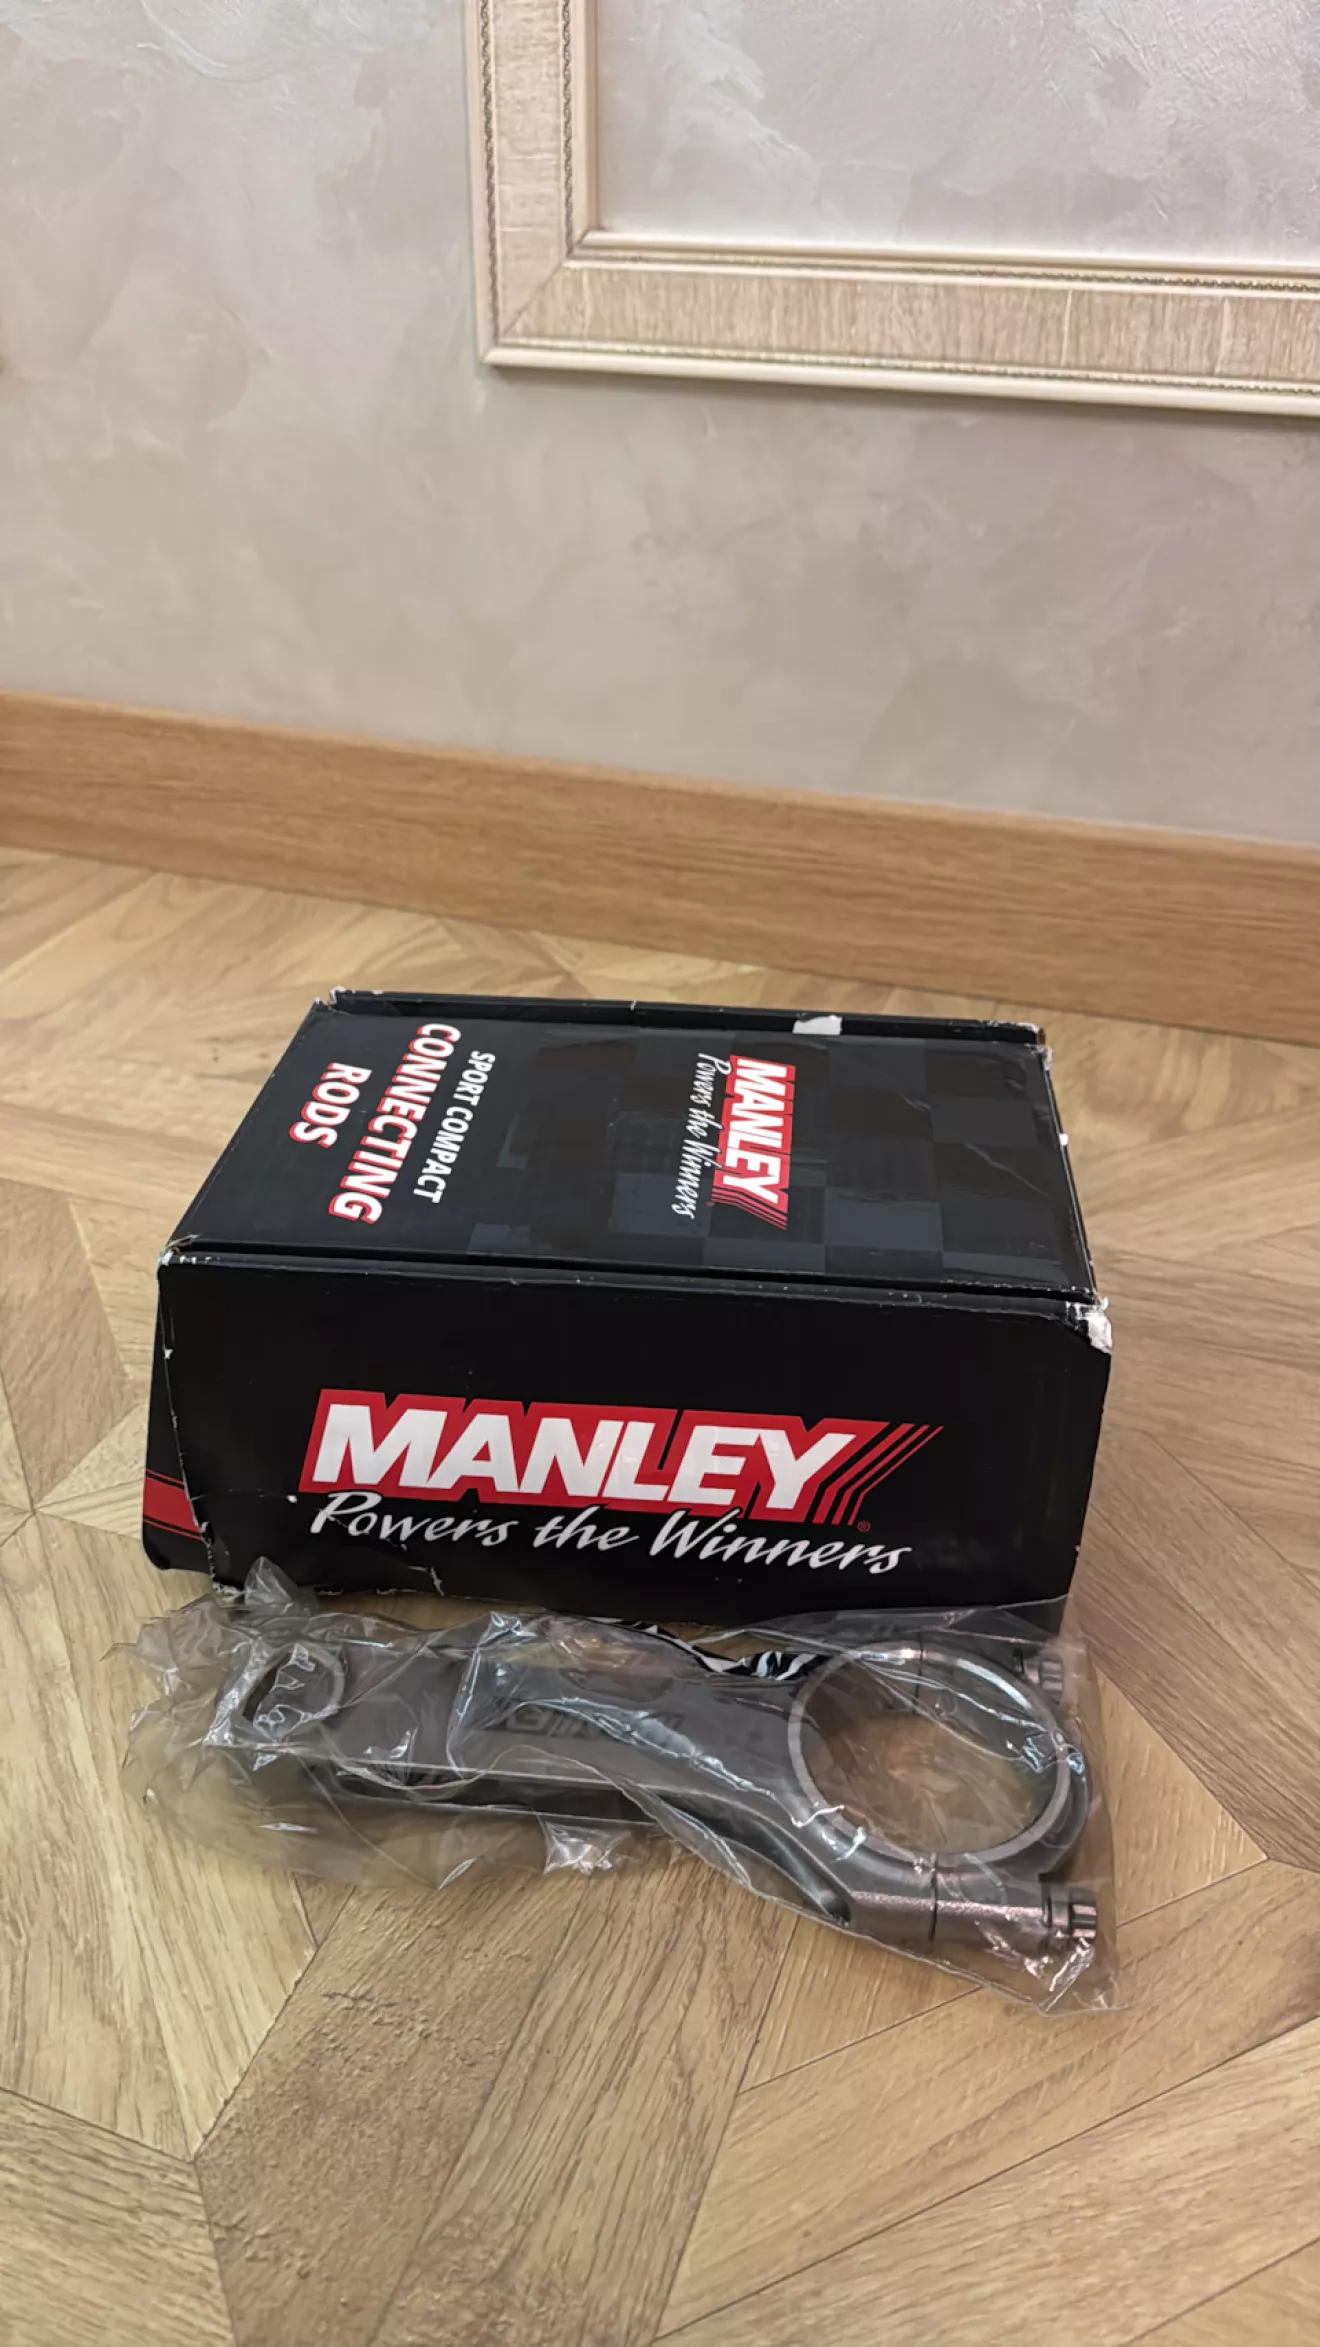 SPORT COMPACT
CONNECTING
RODS
MANLEY
Powers the Winners
MANLEY®
Powers the Winners